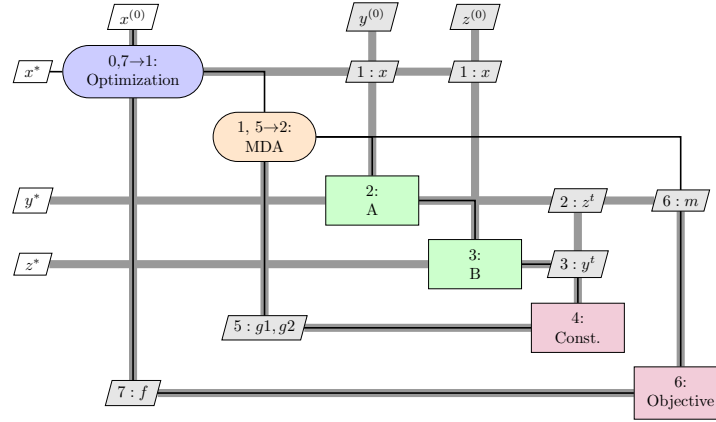 x^(0)
y^(0)
z^(0)
x*
0,7→1:
Optimization
1 : x
1 : x
1, 5→2:
MDA
y*
2:
A
2 : z^t
6 : m
z*
3:
B
3 : y^t
5 : g1, g2
4:
Const.
7 : f
6:
Objective